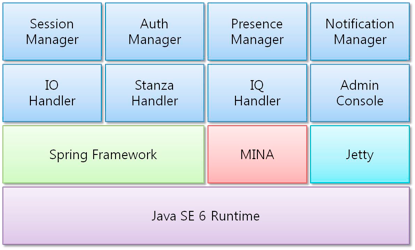 Session
Manager
Auth
Manager
Presence
Manager
Notification
Manager
IO
Handler
Stanza
Handler
IQ
Handler
Admin
Console
Spring Framework
MINA
Jetty
Java SE 6 Runtime